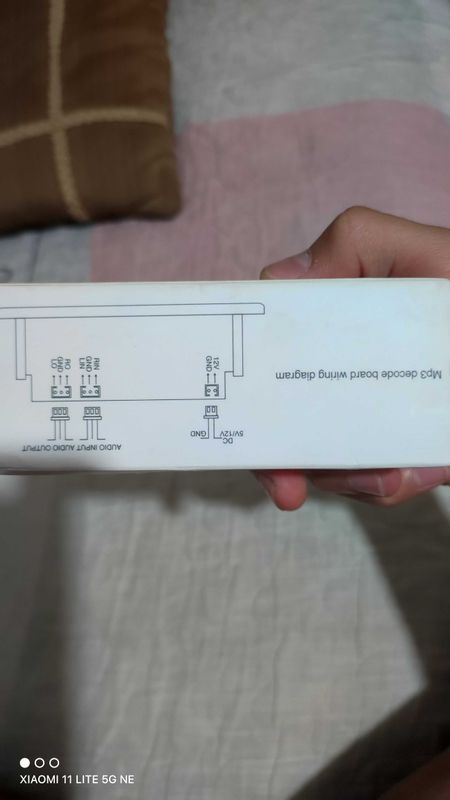 Mp3 decode board wiring diagram
DC
5V/12V GND
AUDIO INPUT AUDIO OUTPUT
12V
GND
RIN
GND
LIN
RO
GND
LO
XIAOMI 11 LITE 5G NE